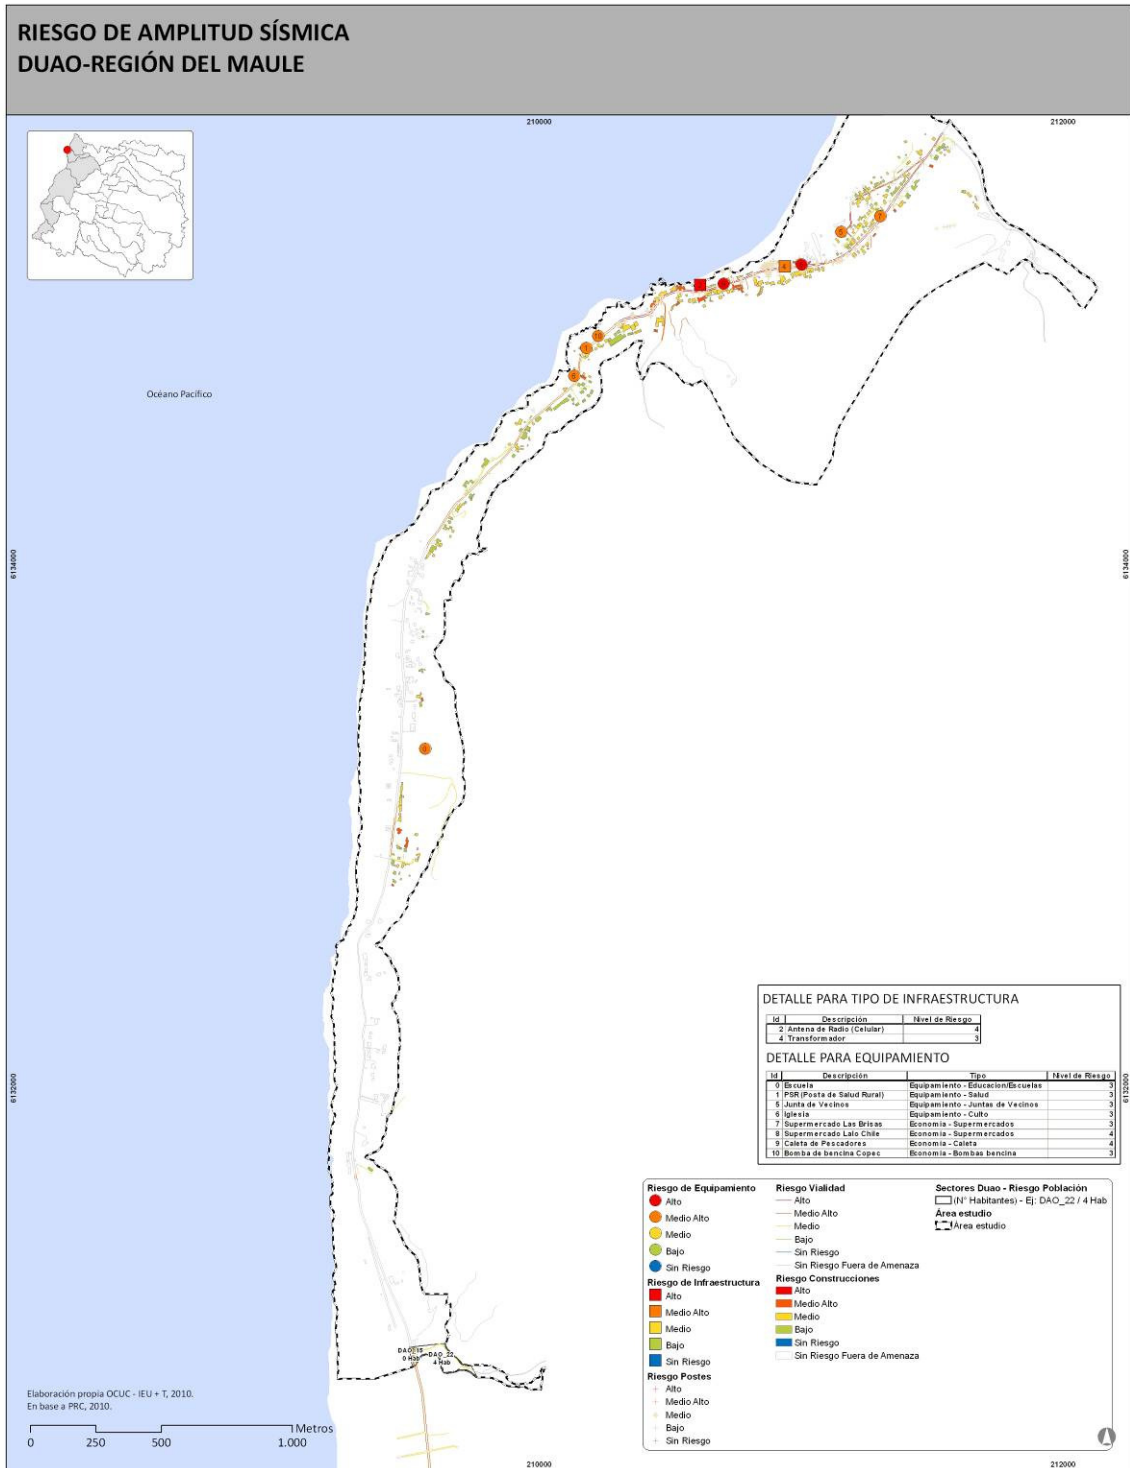 RIESGO DE AMPLITUD SÍSMICA
DUAO-REGIÓN DEL MAULE
210000
212000
Océano Pacífico
6134000
6134000
6132000
6132000
DETALLE PARA TIPO DE INFRAESTRUCTURA
Id Descripción Nivel de Riesgo
2 Antena de Radio (Celular) 4
4 Transformador 3
DETALLE PARA EQUIPAMIENTO
Id Descripción Tipo Nivel de Riesgo
0 Escuela Equipamiento - Educacion/Escuelas 3
1 PSR (Posta de Salud Rural) Equipamiento - Salud 3
5 Junta de Vecinos Equipamiento - Juntas de Vecinos 3
6 Iglesia Equipamiento - Culto 3
7 Supermercado Las Brisas Economia - Supermercados 3
8 Supermercado Lalo Chile Economia - Supermercados 4
9 Caleta de Pescadores Economia - Caleta 4
10 Bomba de bencina Copec Economia - Bombas bencina 3
Riesgo de Equipamiento
Alto
Medio Alto
Medio
Bajo
Sin Riesgo
Riesgo de Infraestructura
Alto
Medio Alto
Medio
Bajo
Sin Riesgo
Riesgo Postes
Alto
Medio Alto
Medio
Bajo
Sin Riesgo
Riesgo Vialidad
Alto
Medio Alto
Medio
Bajo
Sin Riesgo
Sin Riesgo Fuera de Amenaza
Riesgo Construcciones
Alto
Medio Alto
Medio
Bajo
Sin Riesgo
Sin Riesgo Fuera de Amenaza
Sectores Duao - Riesgo Población
(N° Habitantes) - Ej: DAO_22 / 4 Hab
Área estudio
Área estudio
0 Hab
DAO_22
4 Hab
Elaboración propia OCUC - IEU + T, 2010.
En base a PRC, 2010.
Metros
0 250 500 1.000
210000
212000